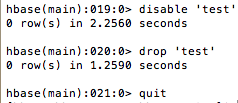 hbase(main):019:0> disable 'test'
0 row(s) in 2.2560 seconds
hbase(main):020:0> drop 'test'
0 row(s) in 1.2590 seconds
hbase(main):021:0> quit